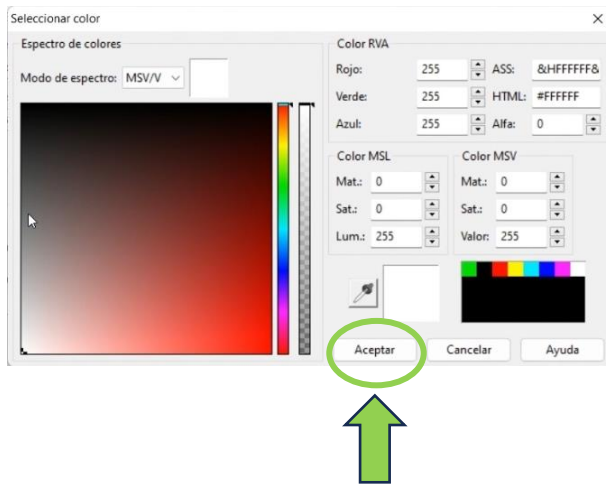 Seleccionar color
Espectro de colores
Modo de espectro: MSV/V
Color RVA
Rojo: 255 ASS: &HFFFFFF&
Verde: 255 HTML: #FFFFFF
Azul: 255 Alfa: 0
Color MSL
Mat.: 0
Sat.: 0
Lum.: 255
Color MSV
Mat.: 0
Sat.: 0
Valor: 255
Aceptar
Cancelar
Ayuda